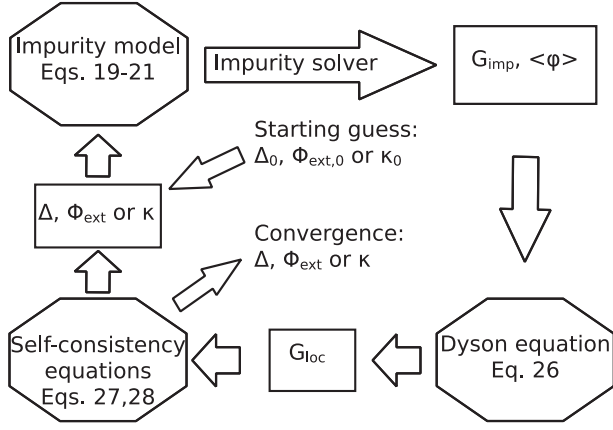 Impurity model
Eqs. 19-21
Impurity solver
G_imp, <φ>
Starting guess:
Δ_0, Φ_ext,0 or κ_0
Δ, Φ_ext or κ
Convergence:
Δ, Φ_ext or κ
Self-consistency
equations
Eqs. 27,28
G_loc
Dyson equation
Eq. 26